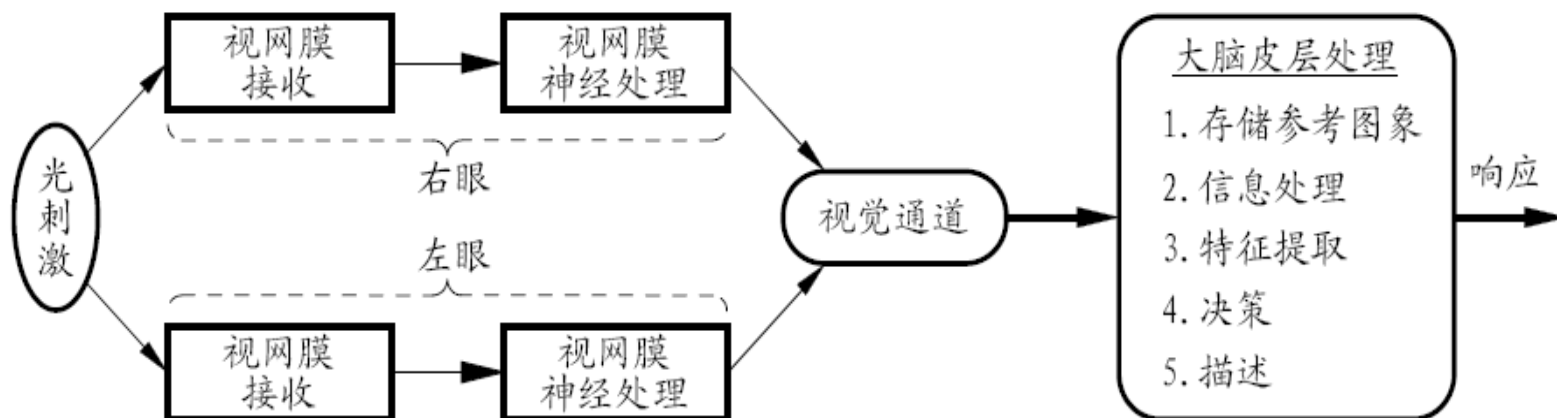 光
刺
激
视网膜
接收
视网膜
神经处理
右眼
左眼
视网膜
接收
视网膜
神经处理
视觉通道
大脑皮层处理
1.存储参考图象
2.信息处理
3.特征提取
4.决策
5.描述
响应